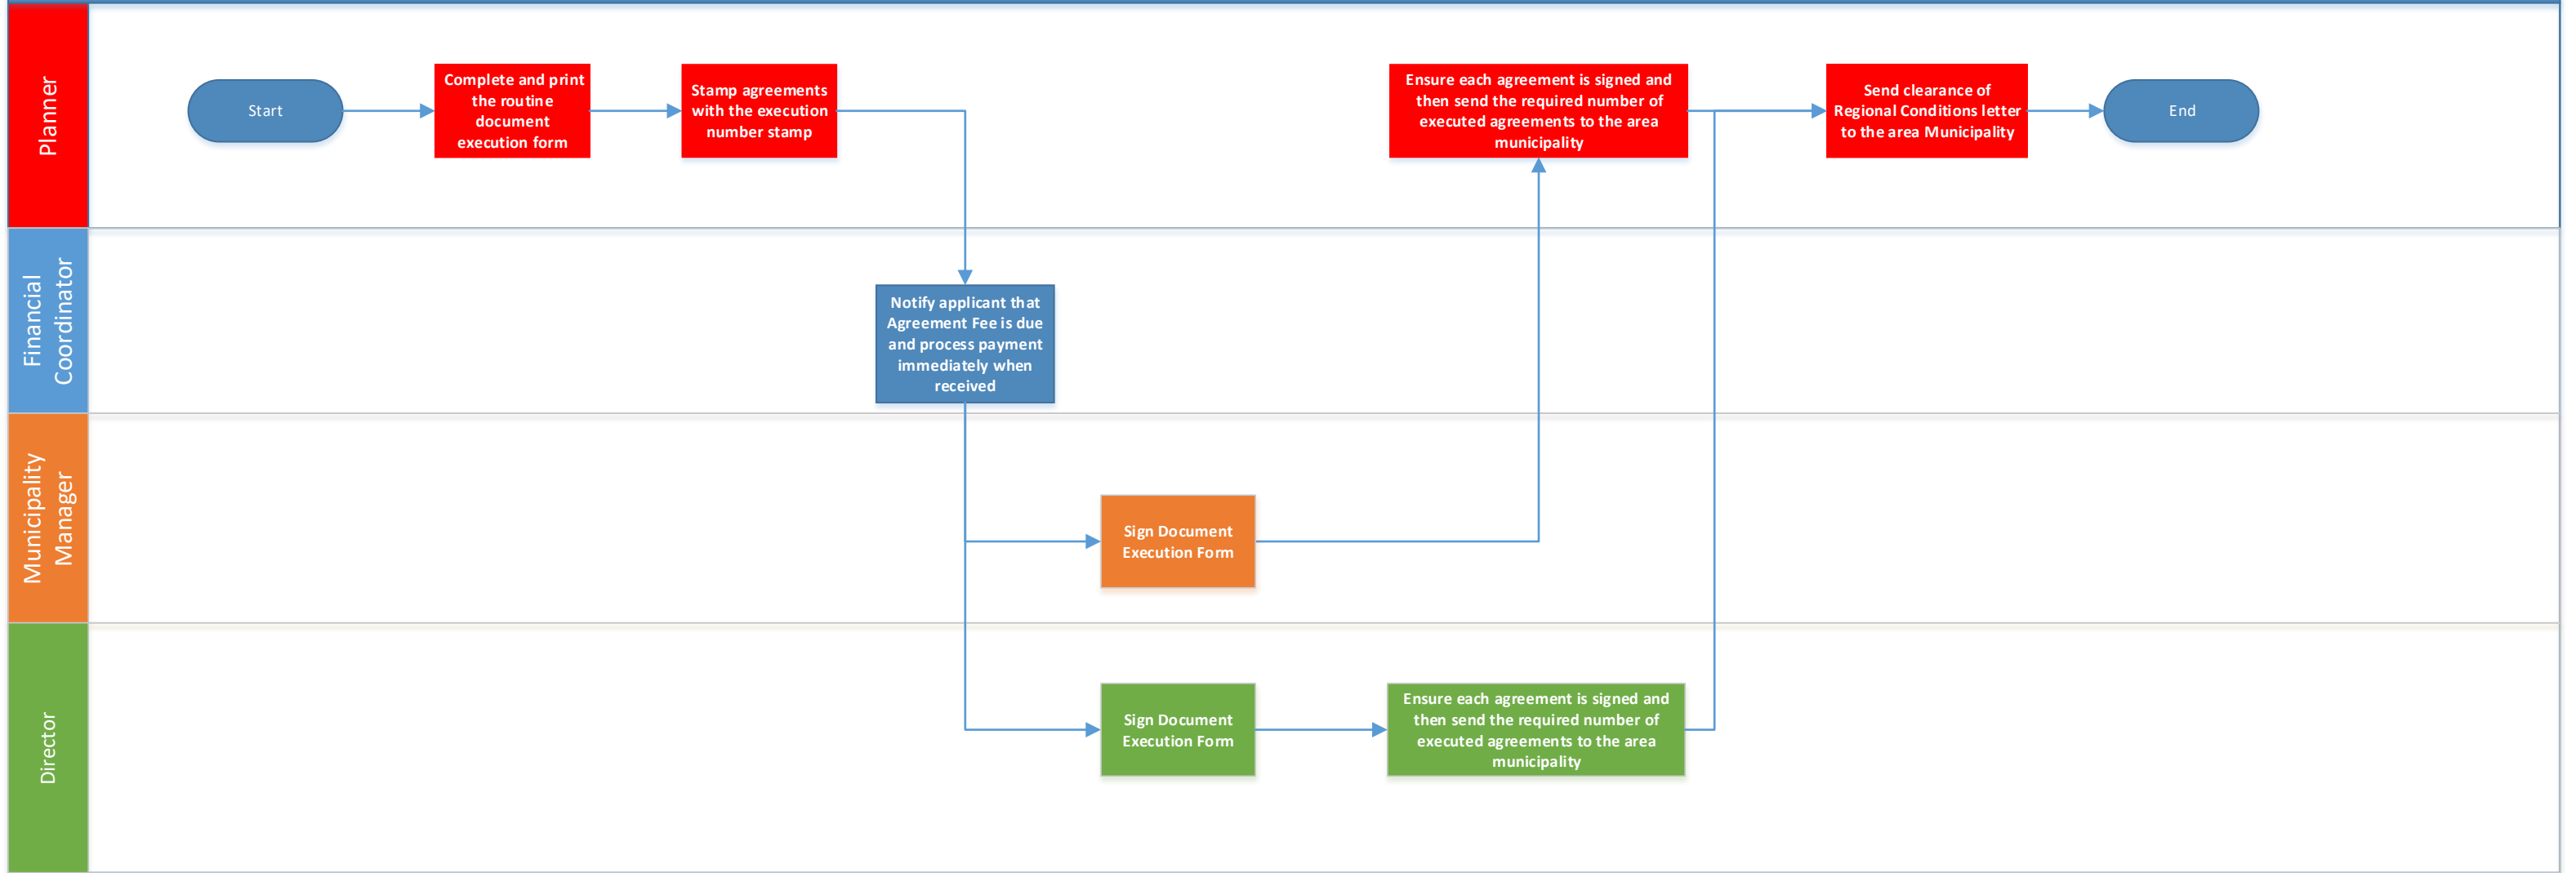 Planner
Start
Complete and print
the routine
document
execution form
Stamp agreements
with the execution
number stamp
Ensure each agreement is signed and
then send the required number of
executed agreements to the area
municipality
Send clearance of
Regional Conditions letter
to the area Municipality
End
Financial
Coordinator
Notify applicant that
Agreement Fee is due
and process payment
immediately when
received
Municipality
Manager
Sign Document
Execution Form
Director
Sign Document
Execution Form
Ensure each agreement is signed and
then send the required number of
executed agreements to the area
municipality